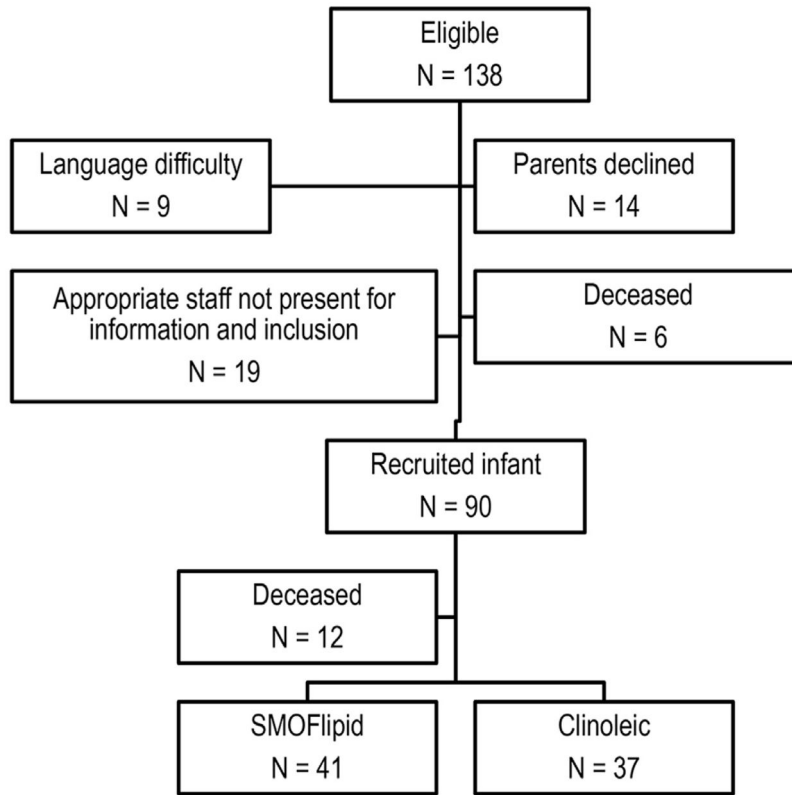 Eligible
N = 138
Language difficulty
N = 9
Parents declined
N = 14
Appropriate staff not present for
information and inclusion
N = 19
Deceased
N = 6
Recruited infant
N = 90
Deceased
N = 12
SMOFlipid
N = 41
Clinoleic
N = 37